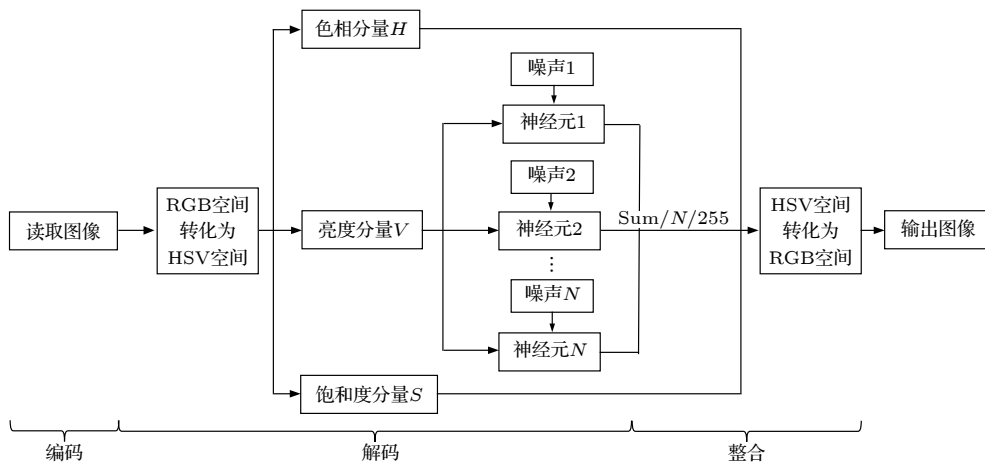 色相分量H
噪声1
神经元1
噪声2
读取图像
RGB空间
转化为
HSV空间
亮度分量V
神经元2
Sum/N/255
HSV空间
转化为
RGB空间
输出图像
⋮
噪声N
神经元N
饱和度分量S
编码
解码
整合